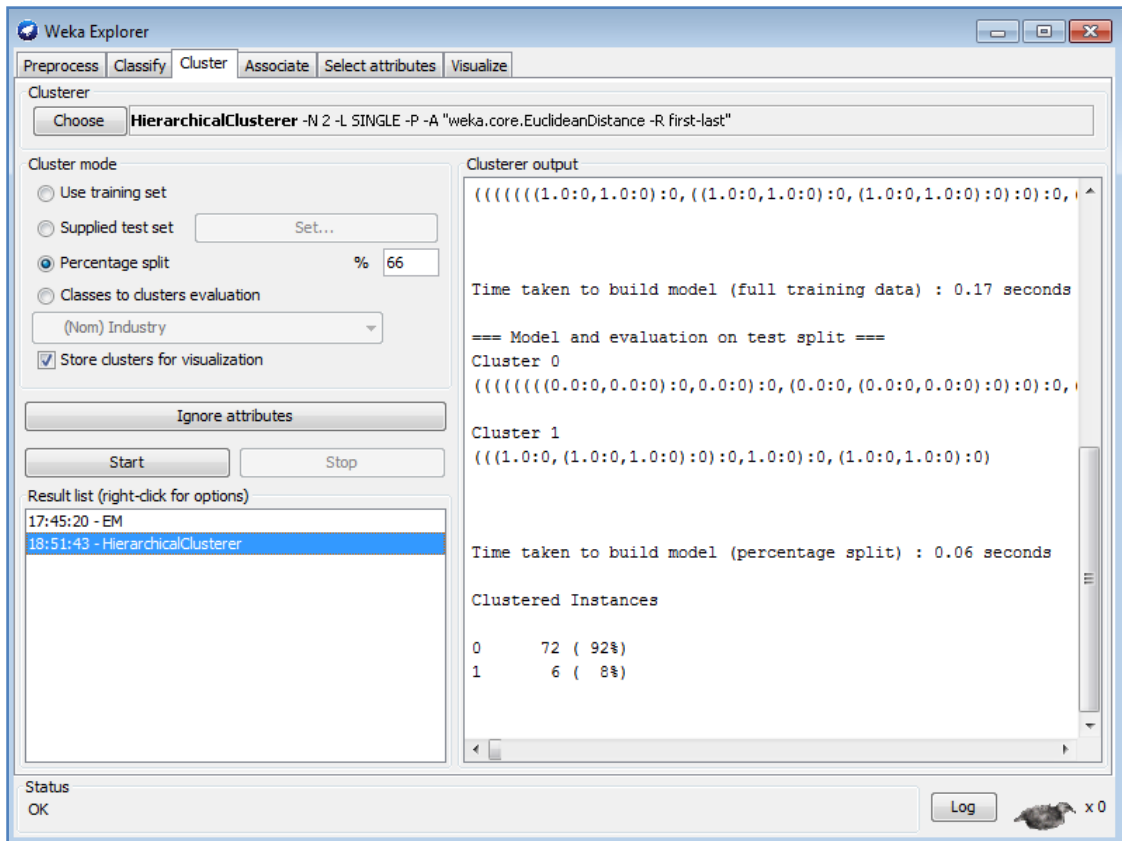 Weka Explorer
Preprocess Classify Cluster Associate Select attributes Visualize
Clusterer
Choose HierarchicalClusterer -N 2 -L SINGLE -P -A "weka.core.EuclideanDistance -R first-last"
Cluster mode
Use training set
Supplied test set Set...
Percentage split % 66
Classes to clusters evaluation
(Nom) Industry
Store clusters for visualization
Ignore attributes
Start Stop
Result list (right-click for options)
17:45:20 - EM
18:51:43 - HierarchicalClusterer
Clusterer output
(((((((1.0:0,1.0:0):0,((1.0:0,1.0:0):0,(1.0:0,1.0:0):0):0):0,(
Time taken to build model (full training data) : 0.17 seconds
=== Model and evaluation on test split ===
Cluster 0
((((((((0.0:0,0.0:0):0,0.0:0):0,(0.0:0,(0.0:0,0.0:0):0):0):0,(
Cluster 1
(((1.0:0,(1.0:0,1.0:0):0):0,1.0:0):0,(1.0:0,1.0:0):0)
Time taken to build model (percentage split) : 0.06 seconds
Clustered Instances
0 72 ( 92%)
1 6 ( 8%)
Status
OK
Log x 0